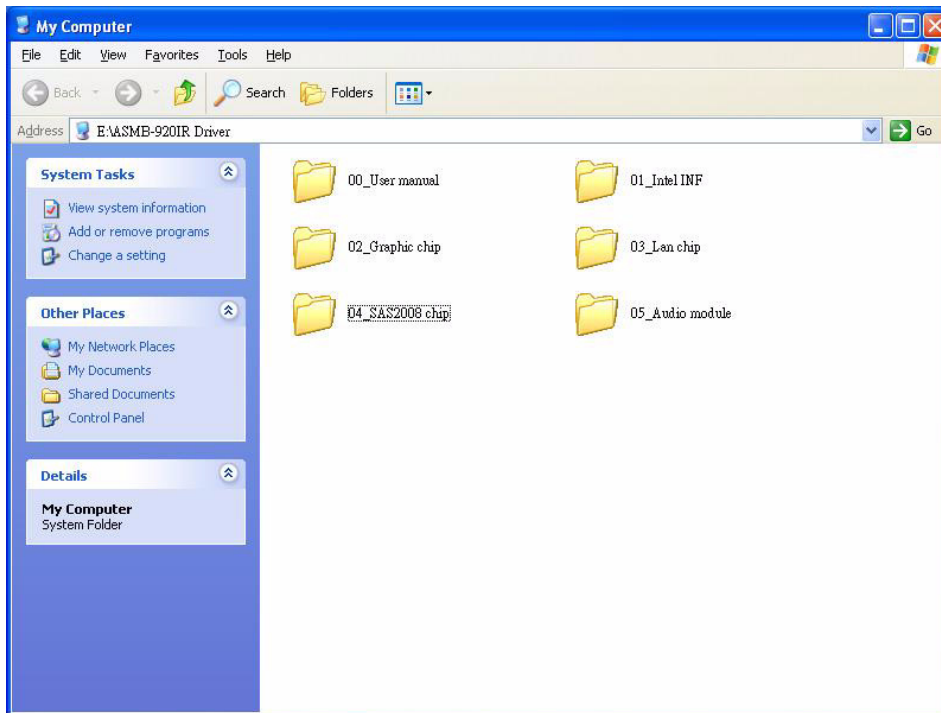 My Computer
File Edit View Favorites Tools Help
Back Search Folders
Address E:\ASMB-920IR Driver Go
System Tasks
View system information
Add or remove programs
Change a setting
Other Places
My Network Places
My Documents
Shared Documents
Control Panel
Details
My Computer
System Folder
00_User manual 01_Intel INF
02_Graphic chip 03_Lan chip
04_SAS2008 chip 05_Audio module